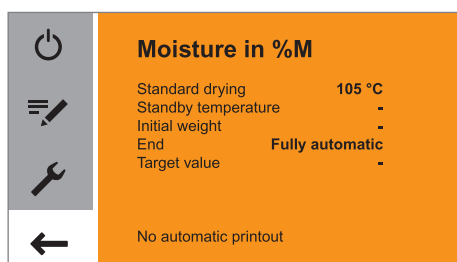 Moisture in %M
Standard drying 105 °C
Standby temperature -
Initial weight -
End Fully automatic
Target value -
No automatic printout